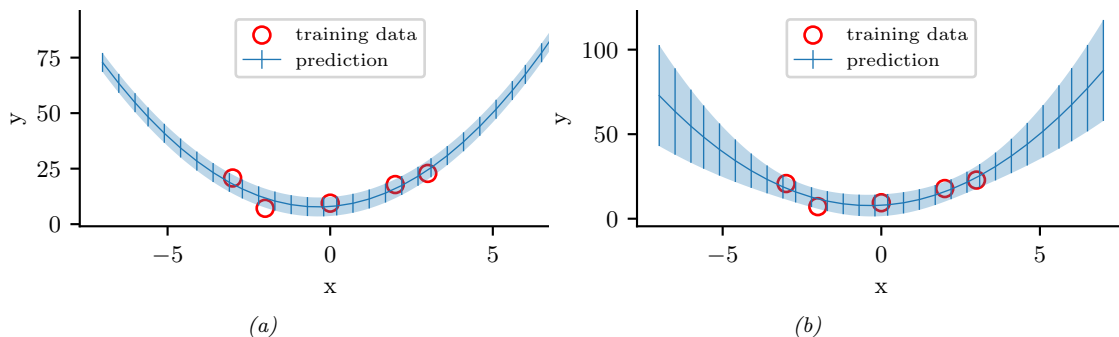 75
50
25
0
y
training data
prediction
−5
0
5
x
(a)
100
50
0
y
training data
prediction
−5
0
5
x
(b)